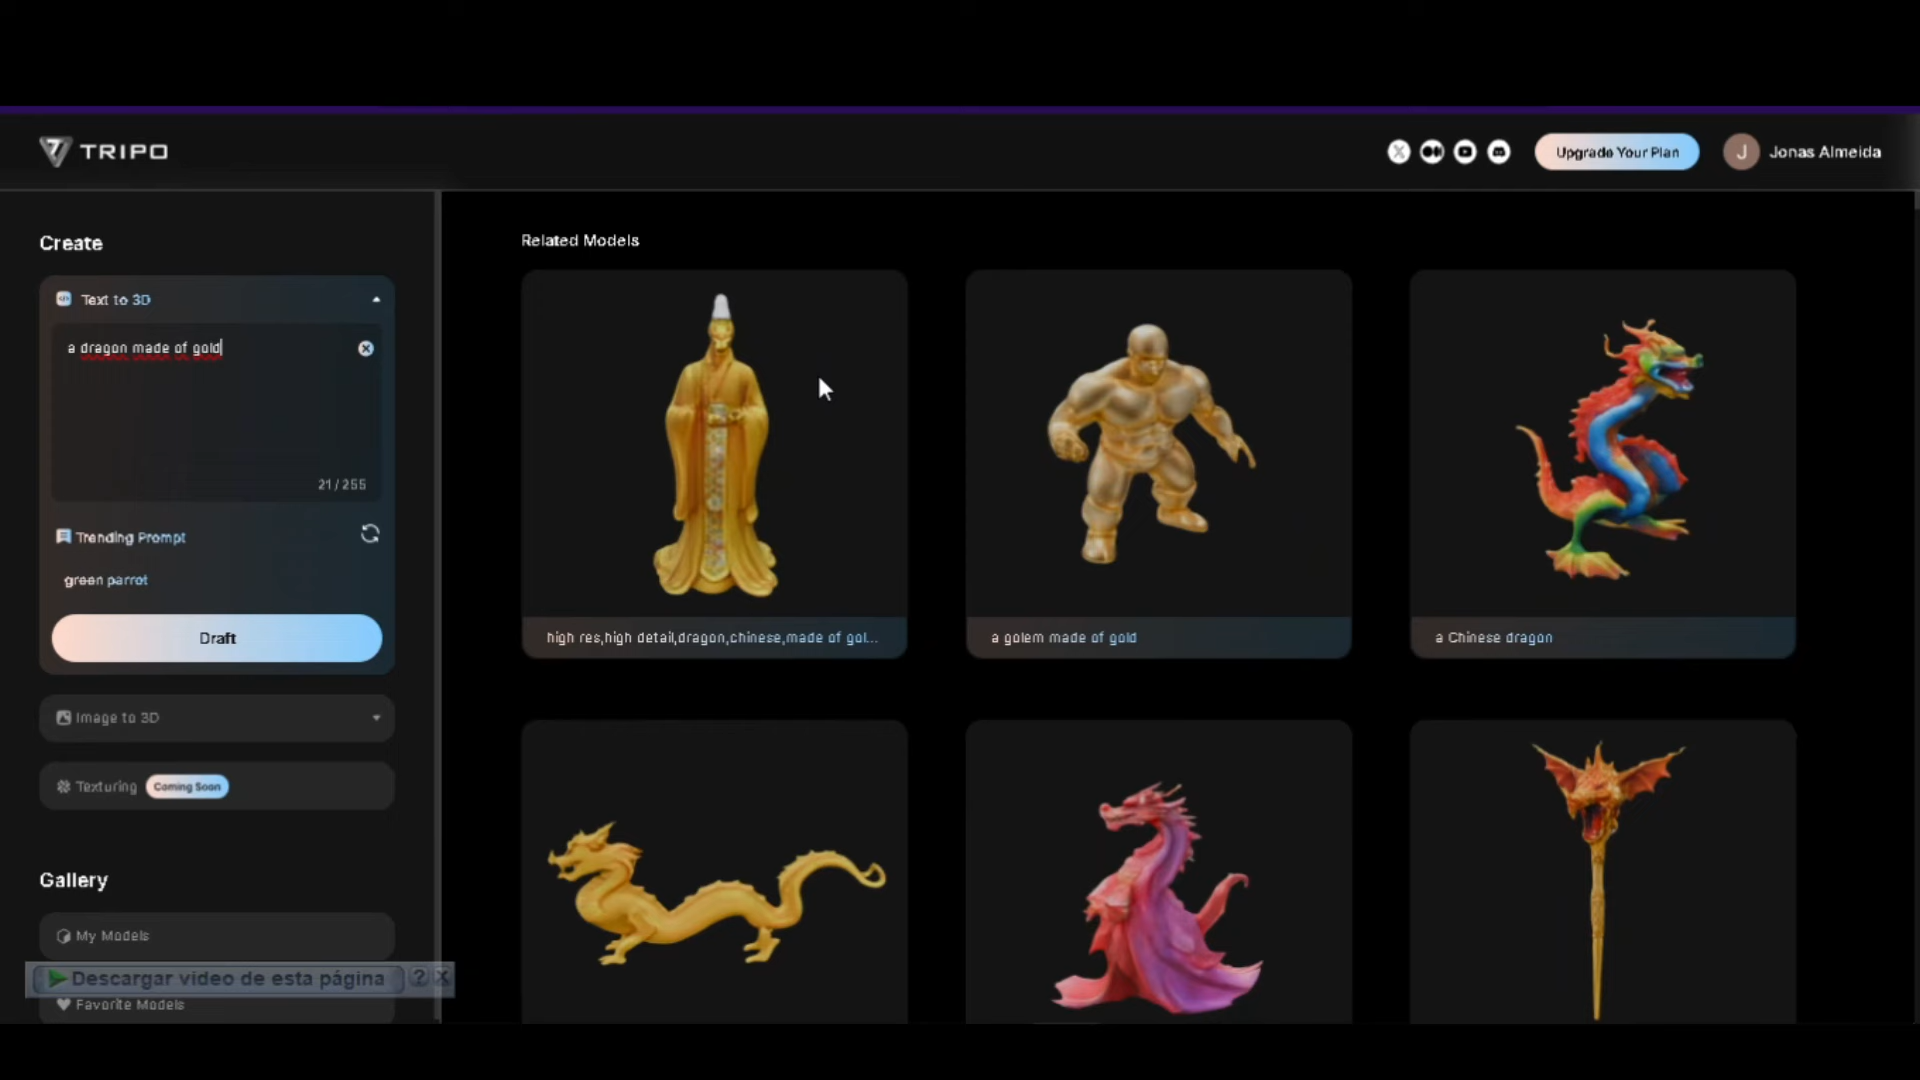 TRIPO
Upgrade Your Plan
J
Jonas Almeida
Create
Text to 3D
a dragon made of gold
21 / 255
Trending Prompt
green parrot
Draft
Image to 3D
Texturing
Coming Soon
Gallery
My Models
Descargar vídeo de esta página
? X
Favorite Models
Related Models
high res,high detail,dragon,chinese,made of gol...
a golem made of gold
a Chinese dragon